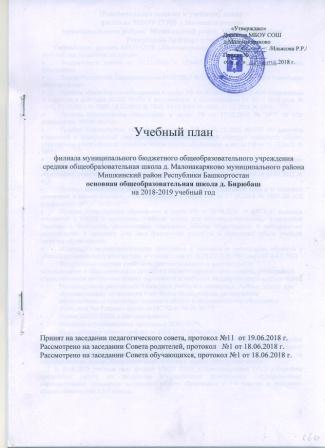 «Утверждаю»
Директор МБОУ СОШ
д.Малонакаряково
/Ильясова Р.Р./
2018 г.
Учебный план
филиала муниципального бюджетного общеобразовательного учреждения
средняя общеобразовательная школа д. Малонакаряково муниципального района
Мишкинский район Республики Башкортостан
основная общеобразовательная школа д. Бирюбаш
на 2018-2019 учебный год
Принят на заседании педагогического совета, протокол №11 от 19.06.2018 г.
Рассмотрено на заседании Совета родителей, протокол №1 от 18.06.2018 г.
Рассмотрено на заседании Совета обучающихся, протокол №1 от 18.06.2018 г.